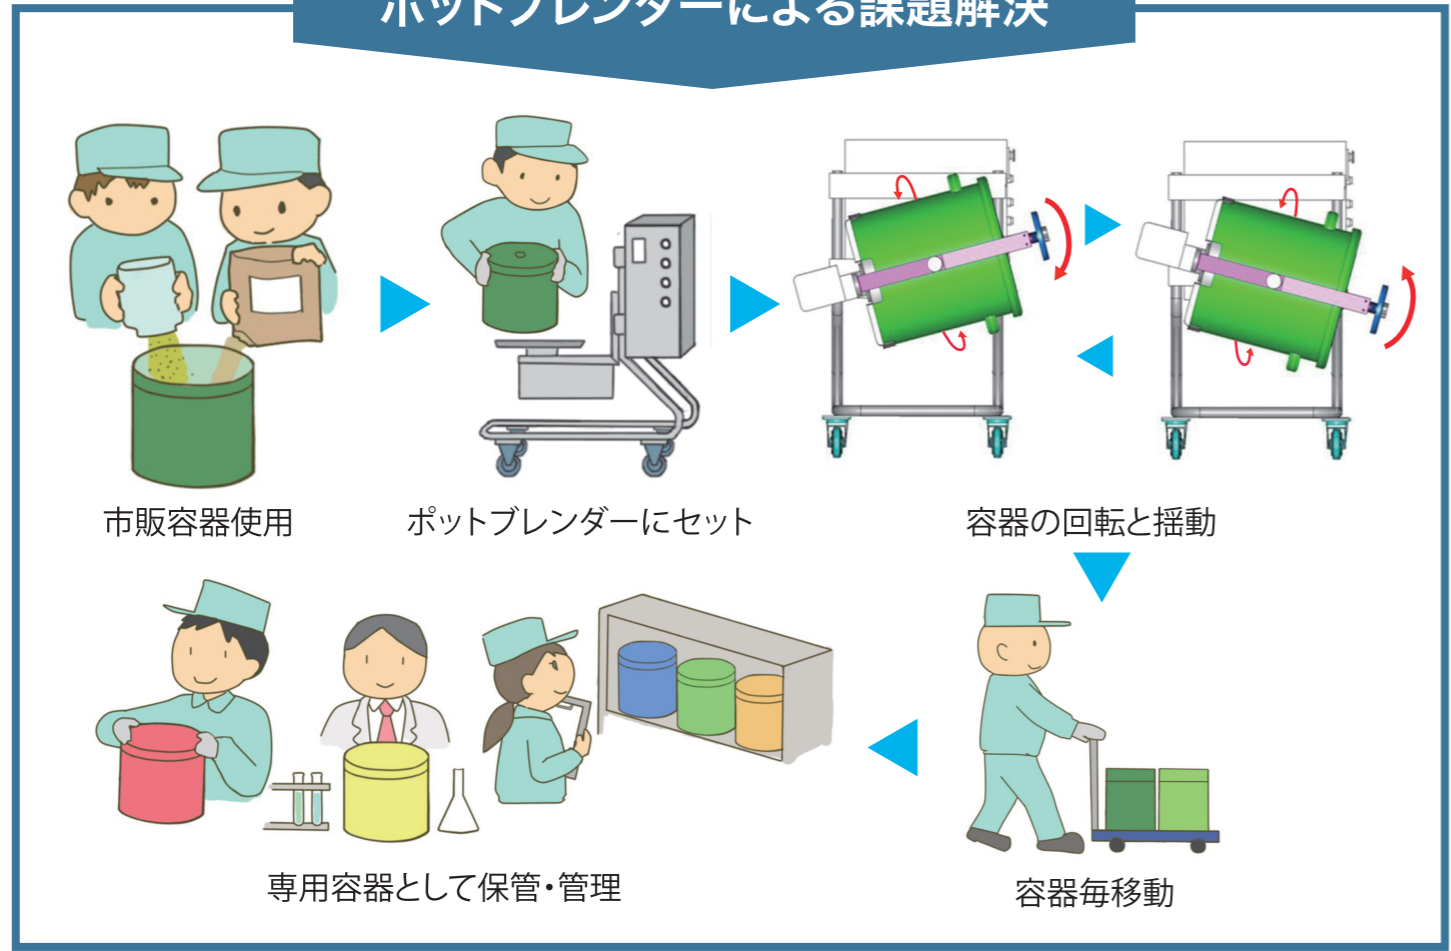 ポットブレンダーによる課題解決
市販容器使用
ポットブレンダーにセット
容器の回転と揺動
専用容器として保管・管理
容器毎移動